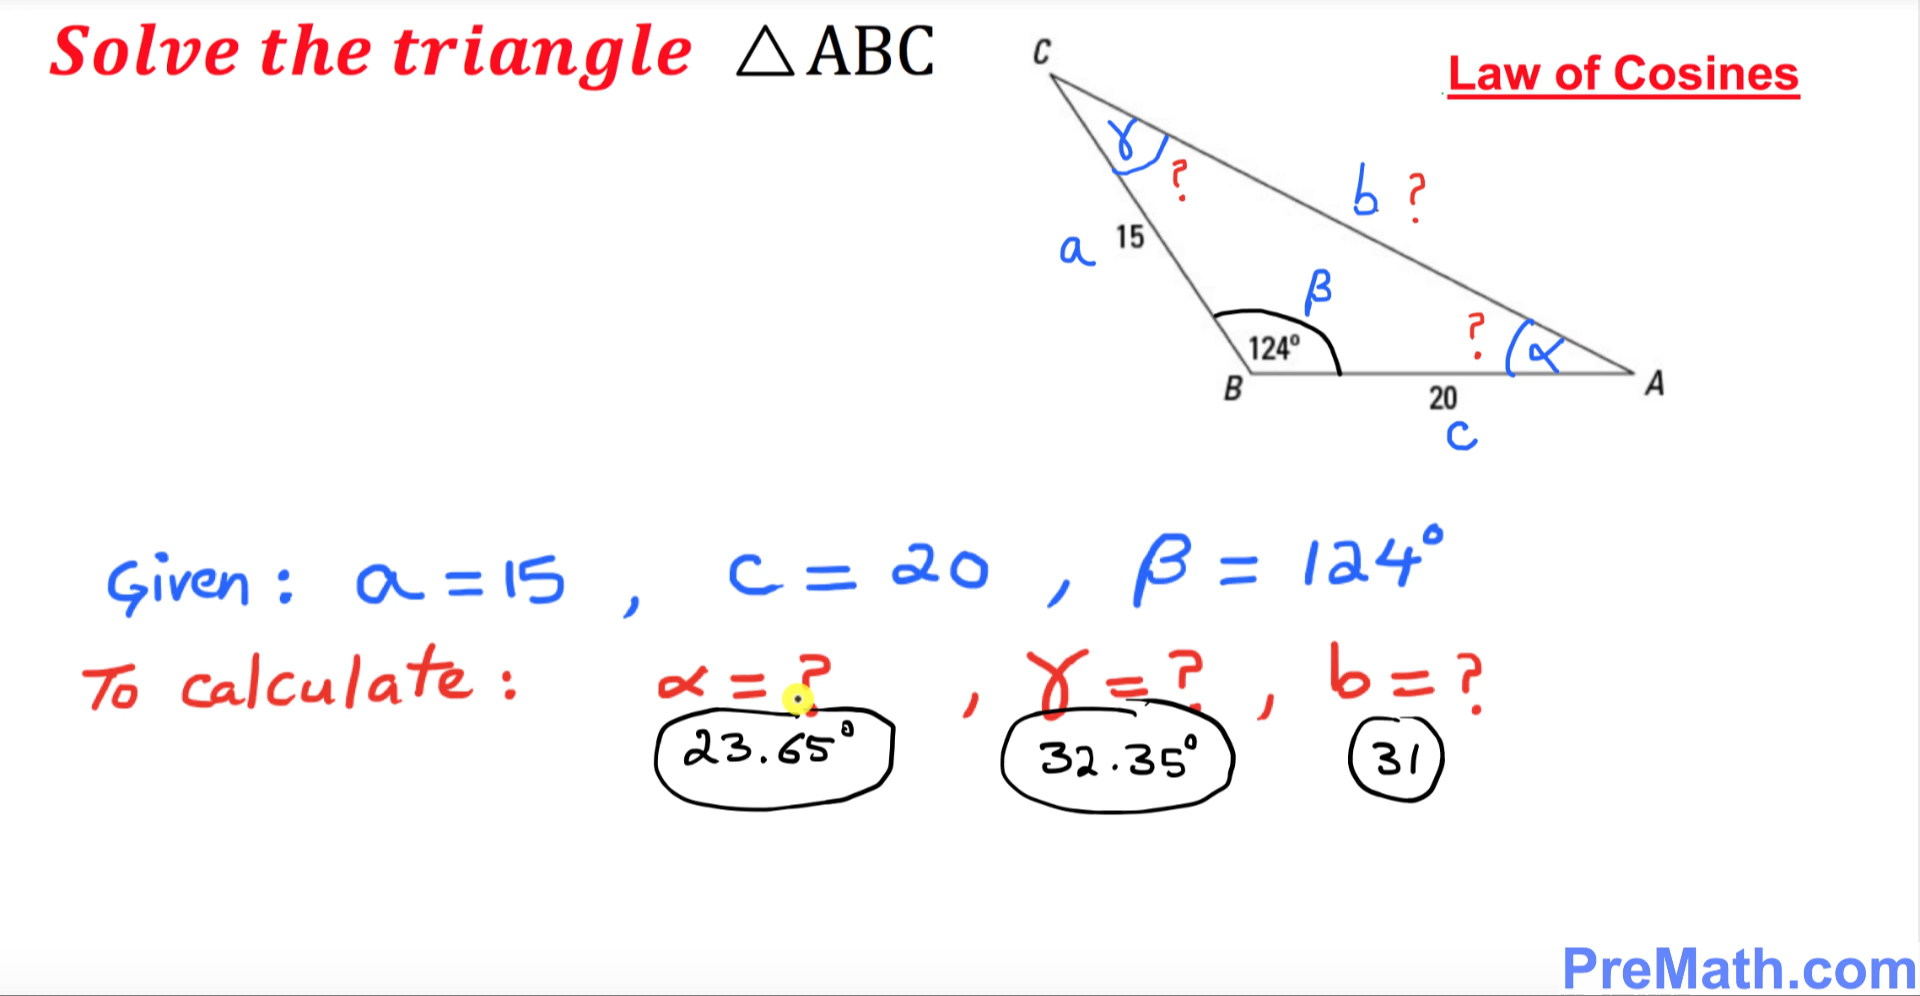 Solve the triangle △ABC
Law of Cosines
C
γ
?
b ?
a 15
β
124°
? α
B
A
20
c
Given: a = 15 , c = 20 , β = 124°
To calculate: α = ? , γ = ? , b = ?
23.65° 32.35° 31
PreMath.com